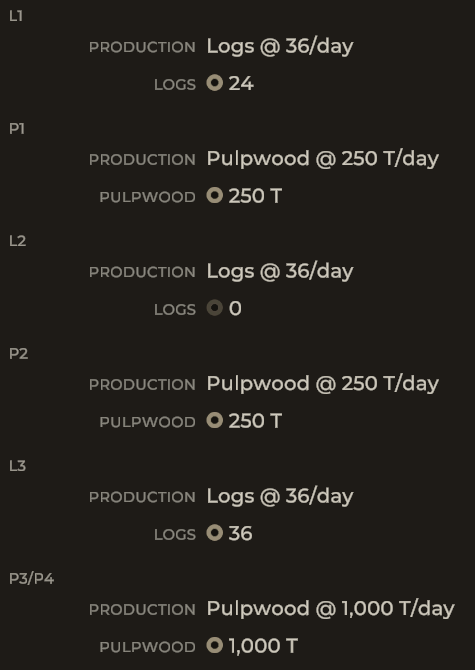 L1
PRODUCTION Logs @ 36/day
LOGS 24
P1
PRODUCTION Pulpwood @ 250 T/day
PULPWOOD 250 T
L2
PRODUCTION Logs @ 36/day
LOGS 0
P2
PRODUCTION Pulpwood @ 250 T/day
PULPWOOD 250 T
L3
PRODUCTION Logs @ 36/day
LOGS 36
P3/P4
PRODUCTION Pulpwood @ 1,000 T/day
PULPWOOD 1,000 T